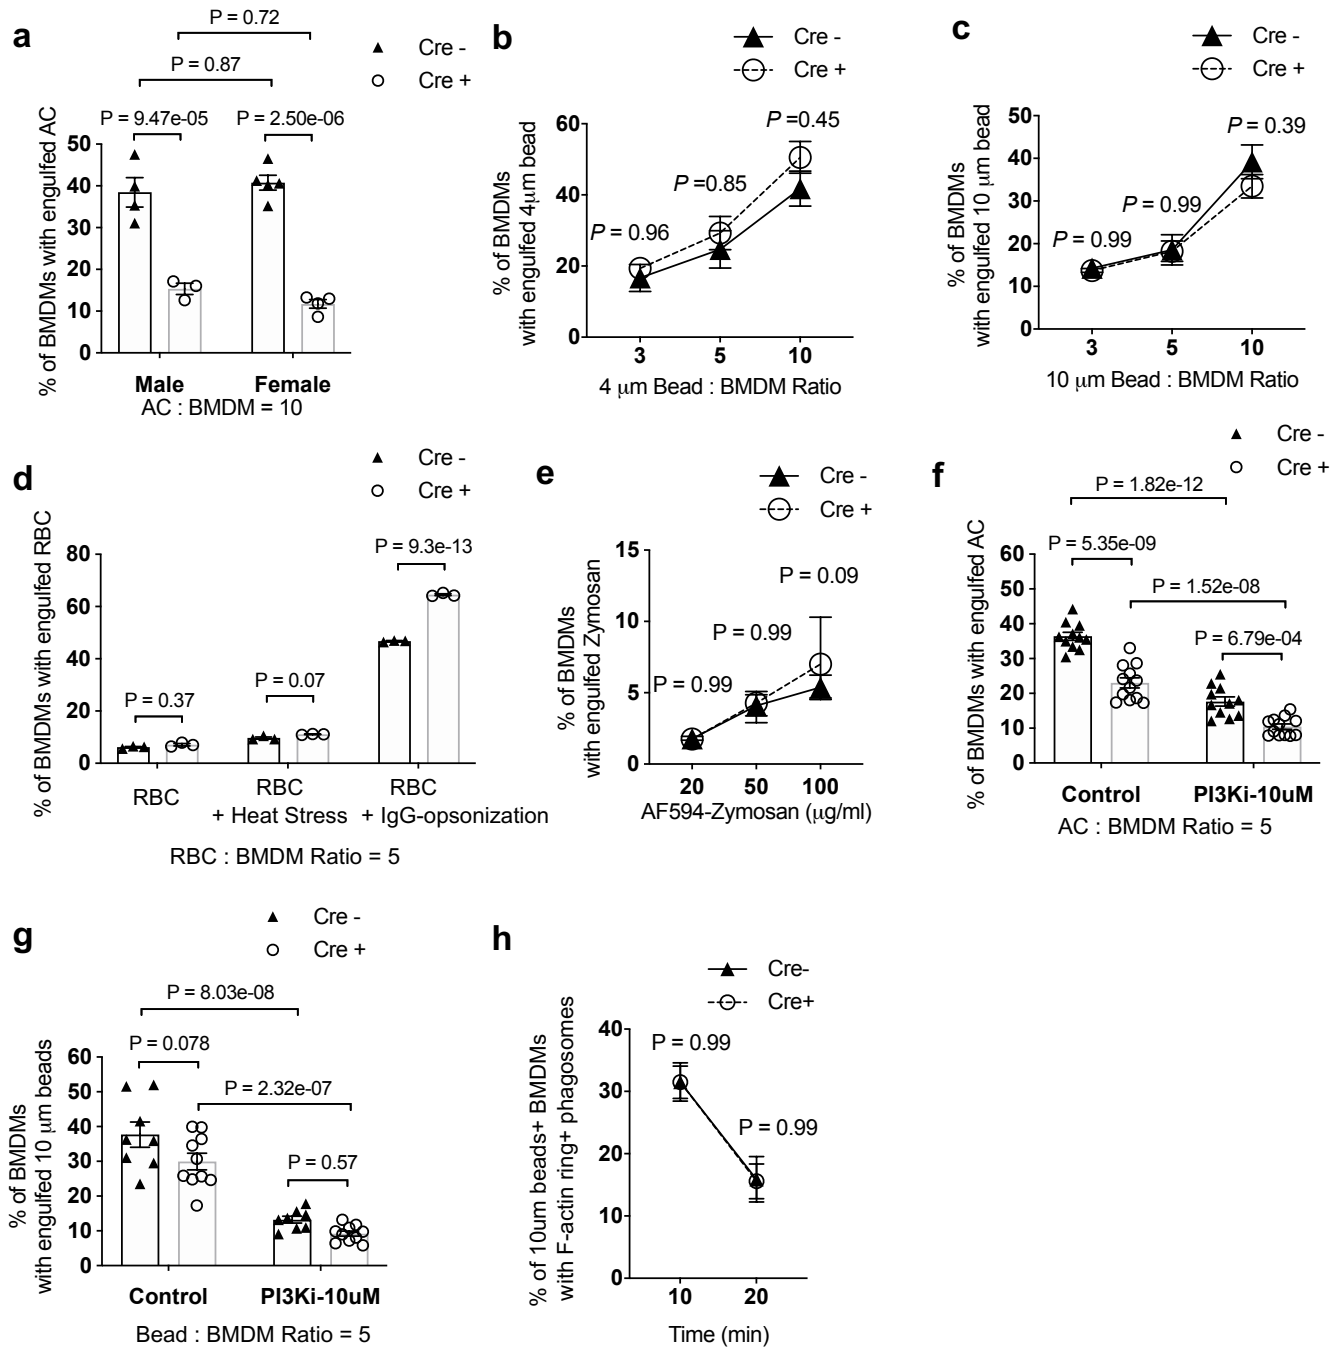 a
P = 0.72
P = 0.87
Cre -
Cre +
P = 9.47e-05
P = 2.50e-06
% of BMDMs with engulfed AC
50
40
30
20
10
0
Male
Female
AC : BMDM = 10
b
Cre -
Cre +
% of BMDMs
with engulfed 4μm bead
60
40
20
0
P = 0.96
P =0.85
P =0.45
3
5
10
4 μm Bead : BMDM Ratio
c
Cre -
Cre +
% of BMDMs
with engulfed 10 μm bead
50
40
30
20
10
0
P = 0.99
P = 0.99
P = 0.39
3
5
10
10 μm Bead : BMDM Ratio
d
Cre -
Cre +
% of BMDMs with engulfed RBC
80
60
40
20
0
P = 0.37
P = 0.07
P = 9.3e-13
RBC
RBC
+ Heat Stress
RBC
+ IgG-opsonization
RBC : BMDM Ratio = 5
e
Cre -
Cre +
% of BMDMs
with engulfed Zymosan
15
10
5
0
P = 0.99
P = 0.99
P = 0.09
20
50
100
AF594-Zymosan (μg/ml)
f
Cre -
Cre +
P = 1.82e-12
P = 5.35e-09
P = 1.52e-08
P = 6.79e-04
% of BMDMs with engulfed AC
60
50
40
30
20
10
0
Control
PI3Ki-10uM
AC : BMDM Ratio = 5
g
Cre -
Cre +
P = 8.03e-08
P = 0.078
P = 2.32e-07
P = 0.57
% of BMDMs
with engulfed 10 μm beads
60
50
40
30
20
10
0
Control
PI3Ki-10uM
Bead : BMDM Ratio = 5
h
Cre-
Cre+
% of 10um beads+ BMDMs
with F-actin ring+ phagosomes
40
30
20
10
0
P = 0.99
P = 0.99
10
20
Time (min)